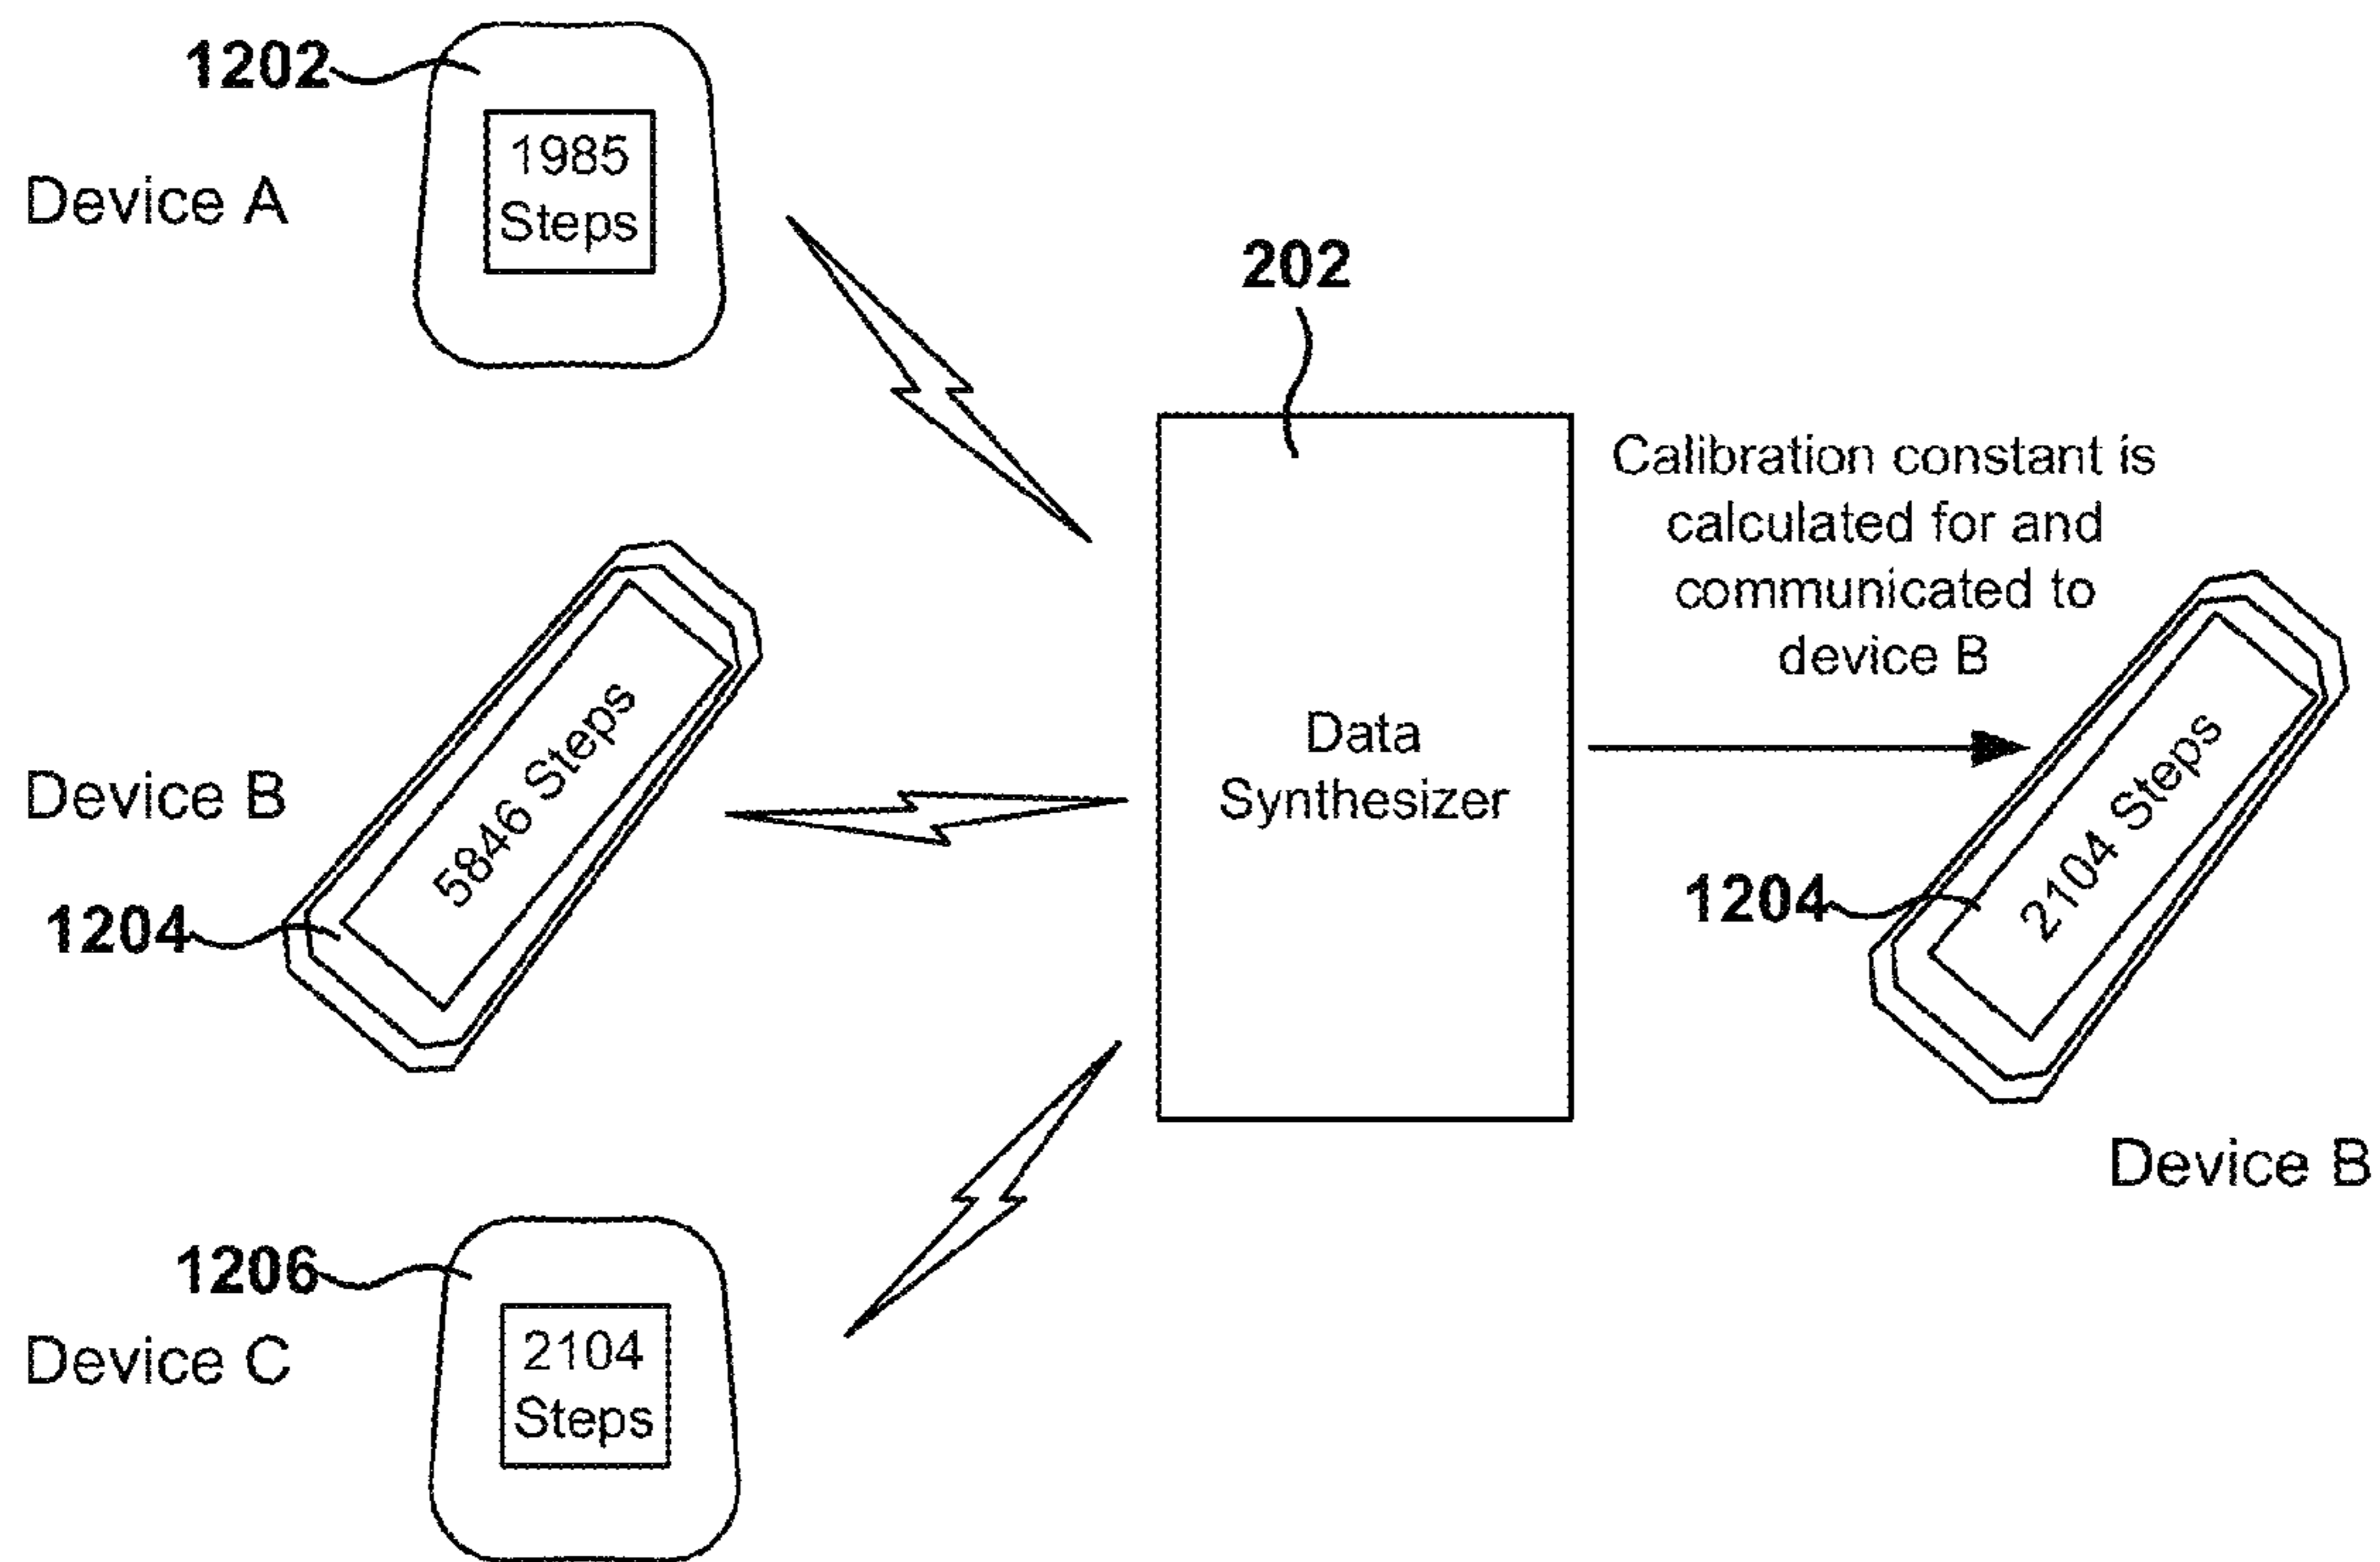 1202
Device A
1985
Steps
202
Calibration constant is
calculated for and
communicated to
device B
Device B
5846 Steps
1204
Data
Synthesizer
2104 Steps
1204
Device B
1206
Device C
2104
Steps